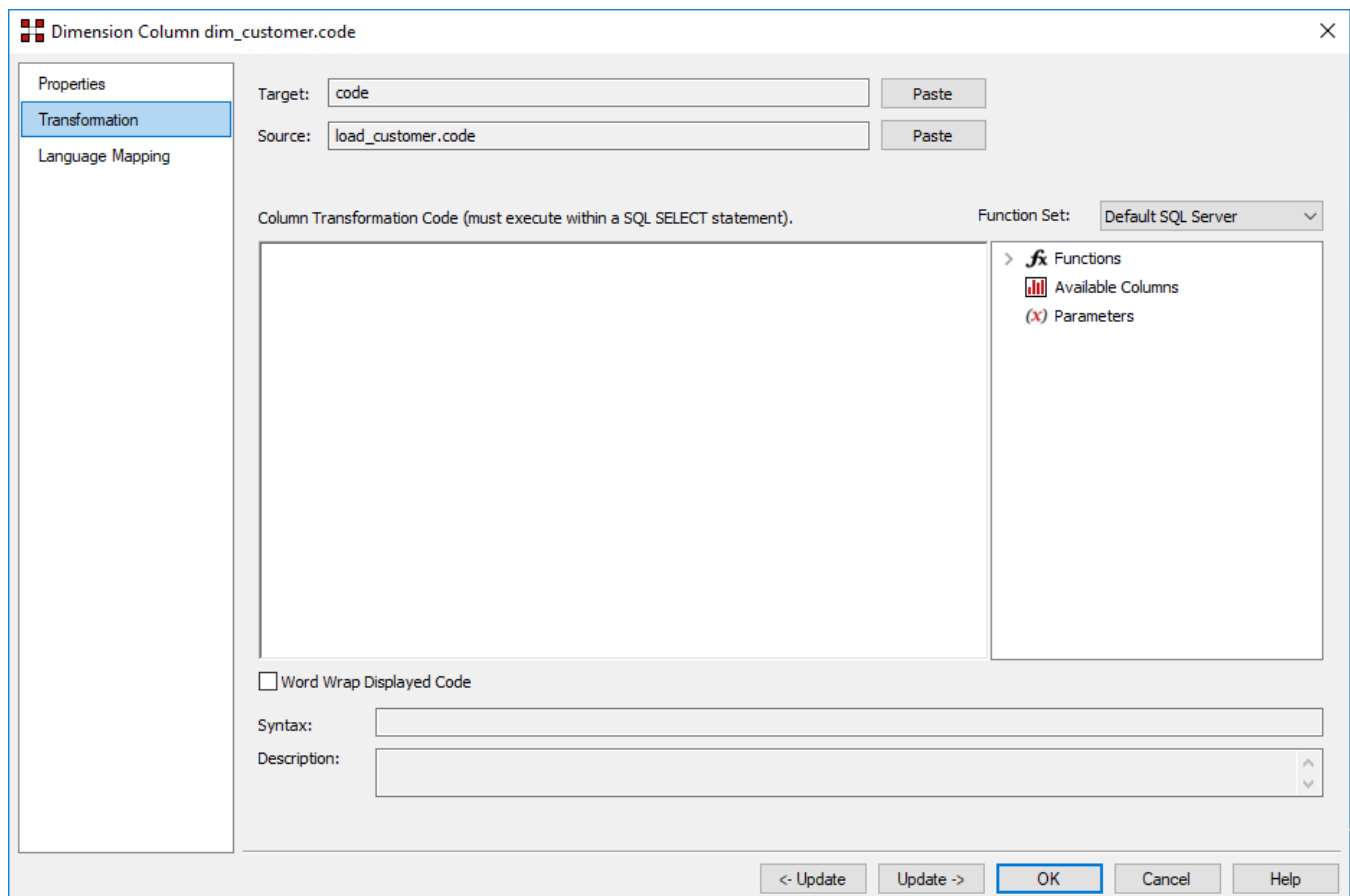 Dimension Column dim_customer.code
Properties
Transformation
Language Mapping
Target: code Paste
Source: load_customer.code Paste
Column Transformation Code (must execute within a SQL SELECT statement). Function Set: Default SQL Server
fx Functions
Available Columns
(x) Parameters
Word Wrap Displayed Code
Syntax:
Description:
<- Update Update -> OK Cancel Help